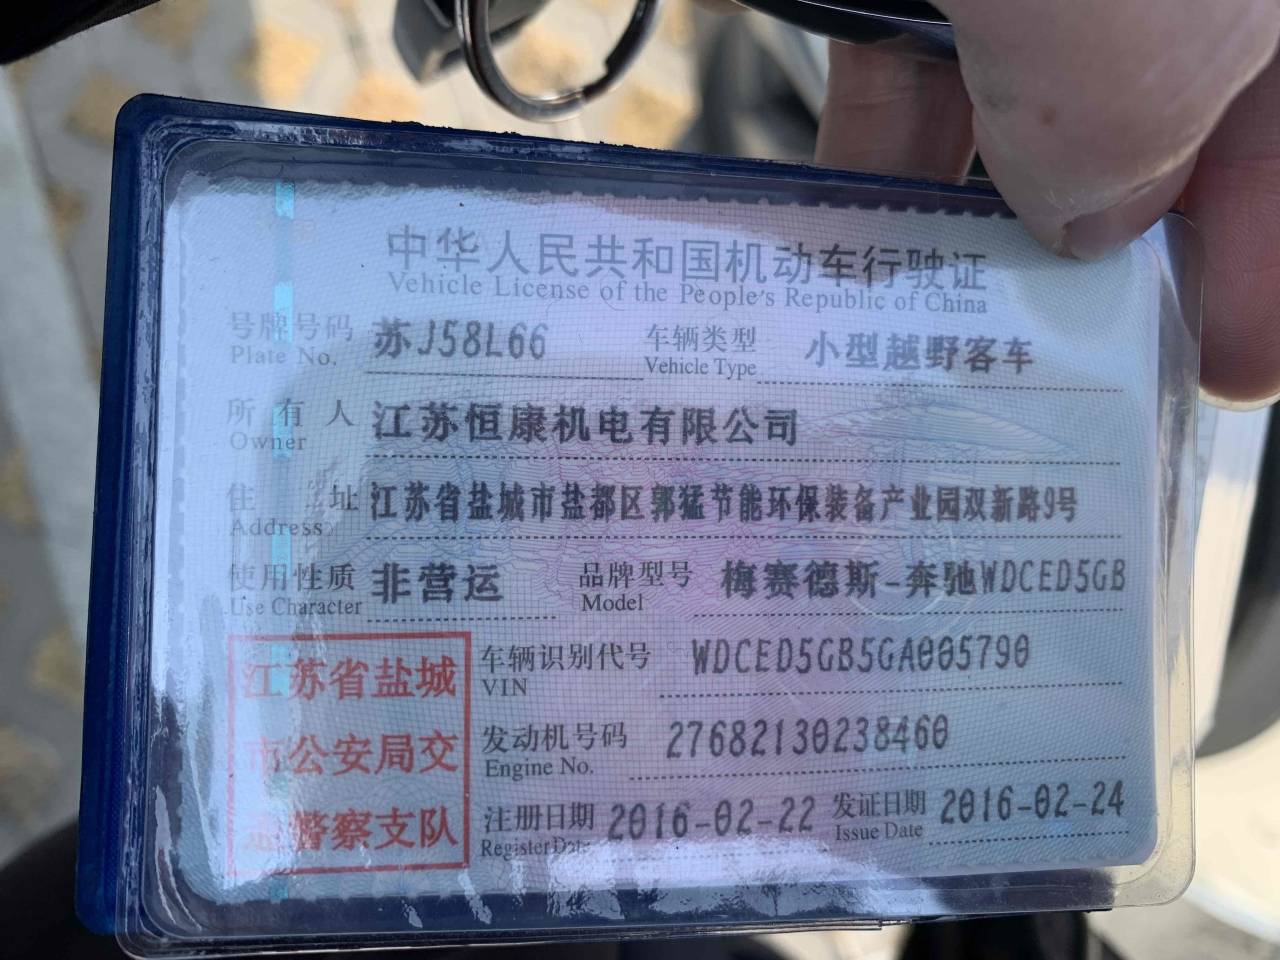 中华人民共和国机动车行驶证
Vehicle License of the People's Republic of China
号牌号码 苏J58L66 车辆类型 小型越野客车
Plate No. Vehicle Type
所有人 江苏恒康机电有限公司
Owner
住址 江苏省盐城市盐都区郭猛节能环保装备产业园双新路9号
Address
使用性质 非营运 品牌型号 梅赛德斯-奔驰WDCED5GB
Use Character Model
江苏省盐城
市公安局交
通警察支队
车辆识别代号 WDCED5GB5GA005790
VIN
发动机号码 27682130238460
Engine No.
注册日期 2016-02-22 发证日期 2016-02-24
Register Date Issue Date